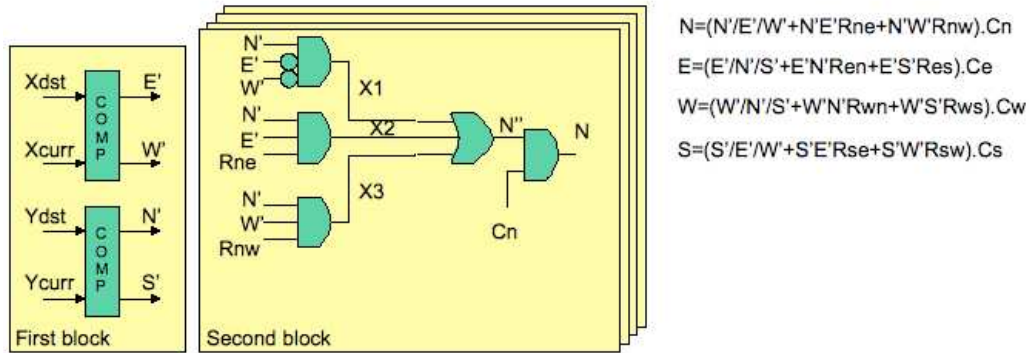 Xdst
E'
Xcurr
W'
COMP
Ydst
N'
Ycurr
S'
COMP
First block
N'
E'
W'
X1
N'
E'
Rne
X2
N'
W'
Rnw
X3
N''
N
Cn
Second block
N=(N'/E'/W'+N'E'Rne+N'W'Rnw).Cn
E=(E'/N'/S'+E'N'Ren+E'S'Res).Ce
W=(W'/N'/S'+W'N'Rwn+W'S'Rws).Cw
S=(S'/E'/W'+S'E'Rse+S'W'Rsw).Cs